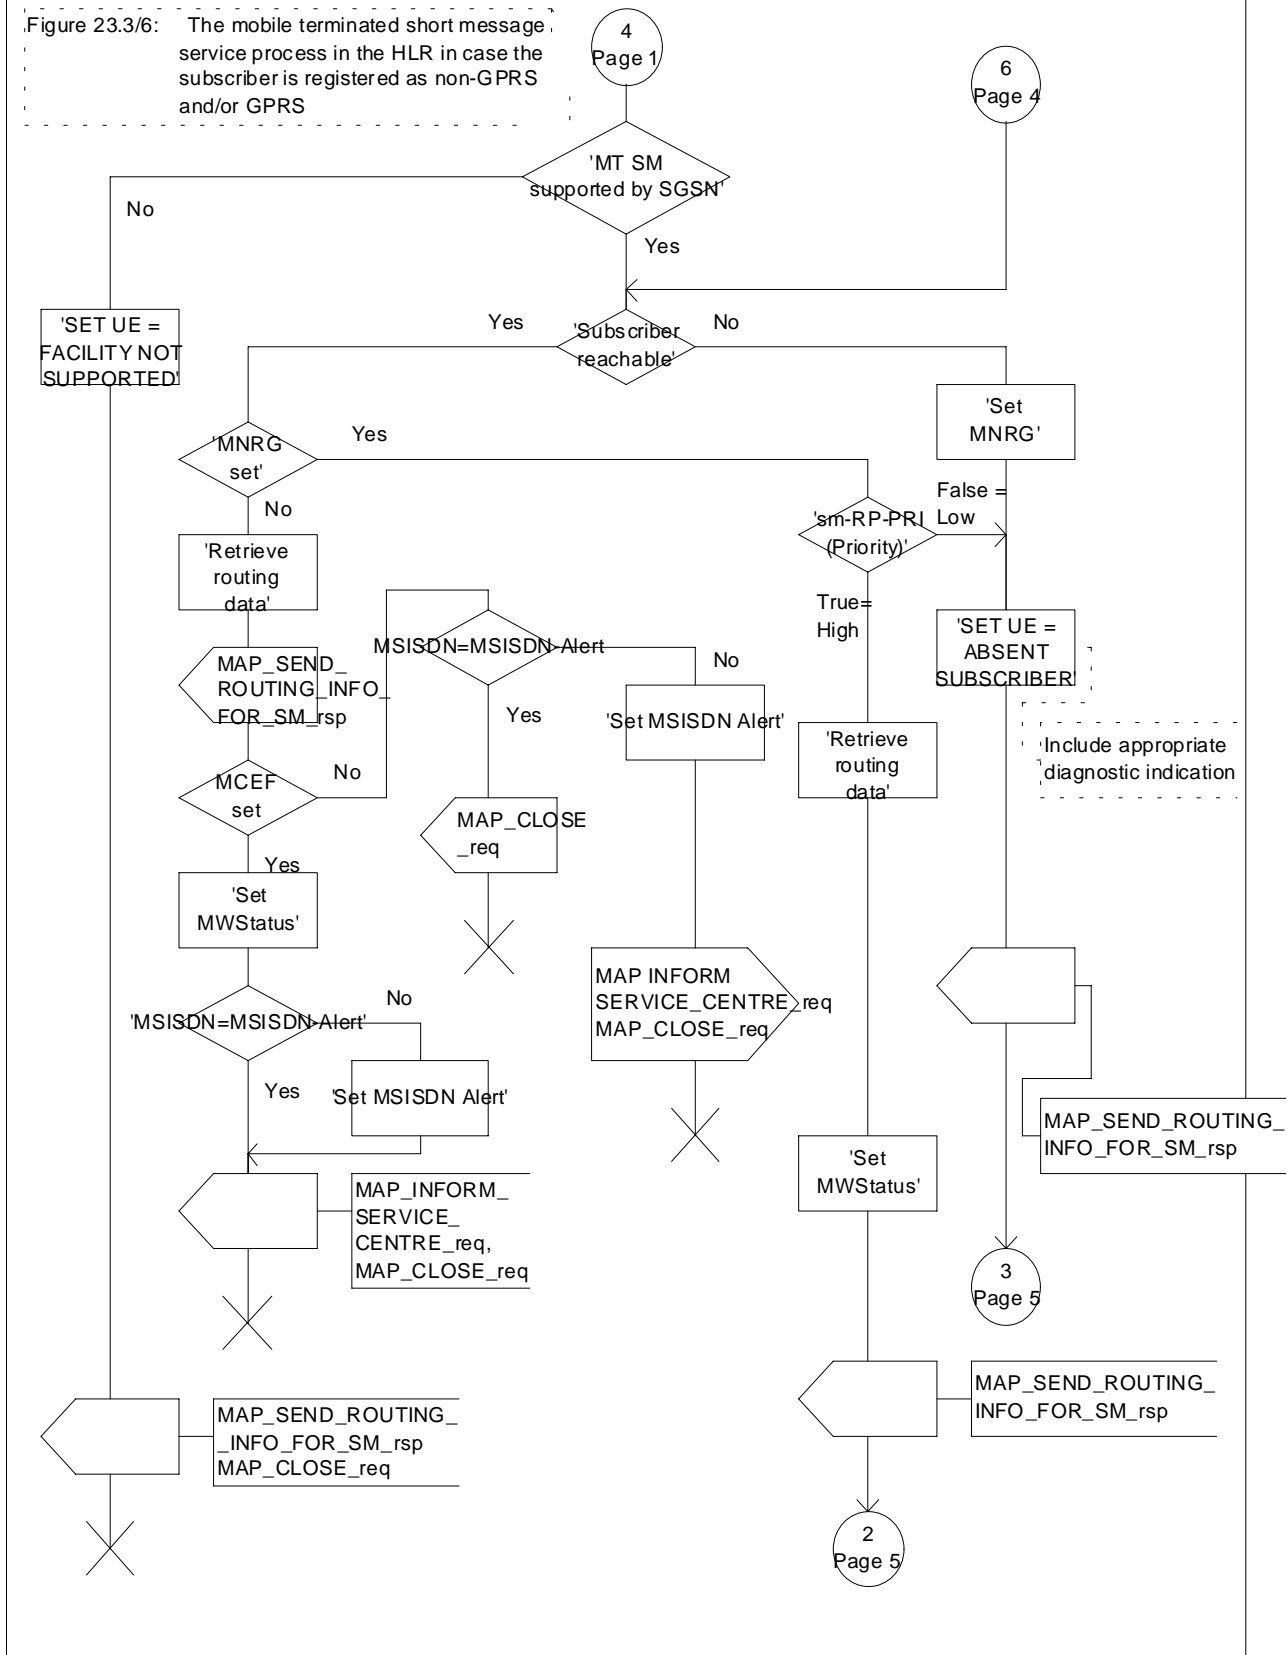 Figure 23.3/6: The mobile terminated short message
service process in the HLR in case the
subscriber is registered as non-GPRS
and/or GPRS
4
Page 1
6
Page 4
'MT SM
supported by SGSN'
No
Yes
'SET UE =
FACILITY NOT
SUPPORTED'
Yes
'Subscriber
reachable'
No
'Set
MNRG'
'MNRG
set'
Yes
No
False =
Low
'sm-RP-PRI
(Priority)'
True=
High
'Retrieve
routing
data'
MSISDN=MSISDN-Alert
No
Yes
'SET UE =
ABSENT
SUBSCRIBER'
MAP_SEND_
ROUTING_INFO_
FOR_SM_rsp
'Set MSISDN Alert'
'Retrieve
routing
data'
Include appropriate
diagnostic indication
MCEF
set
No
Yes
MAP_CLOSE
_req
'Set
MWStatus'
MAP INFORM
SERVICE_CENTRE_req
MAP_CLOSE_req
'MSISDN=MSISDN-Alert'
No
Yes
'Set MSISDN Alert'
MAP_SEND_ROUTING_
INFO_FOR_SM_rsp
'Set
MWStatus'
MAP_INFORM_
SERVICE_
CENTRE_req,
MAP_CLOSE_req
3
Page 5
MAP_SEND_ROUTING_
INFO_FOR_SM_rsp
MAP_SEND_ROUTING_
_INFO_FOR_SM_rsp
MAP_CLOSE_req
2
Page 5